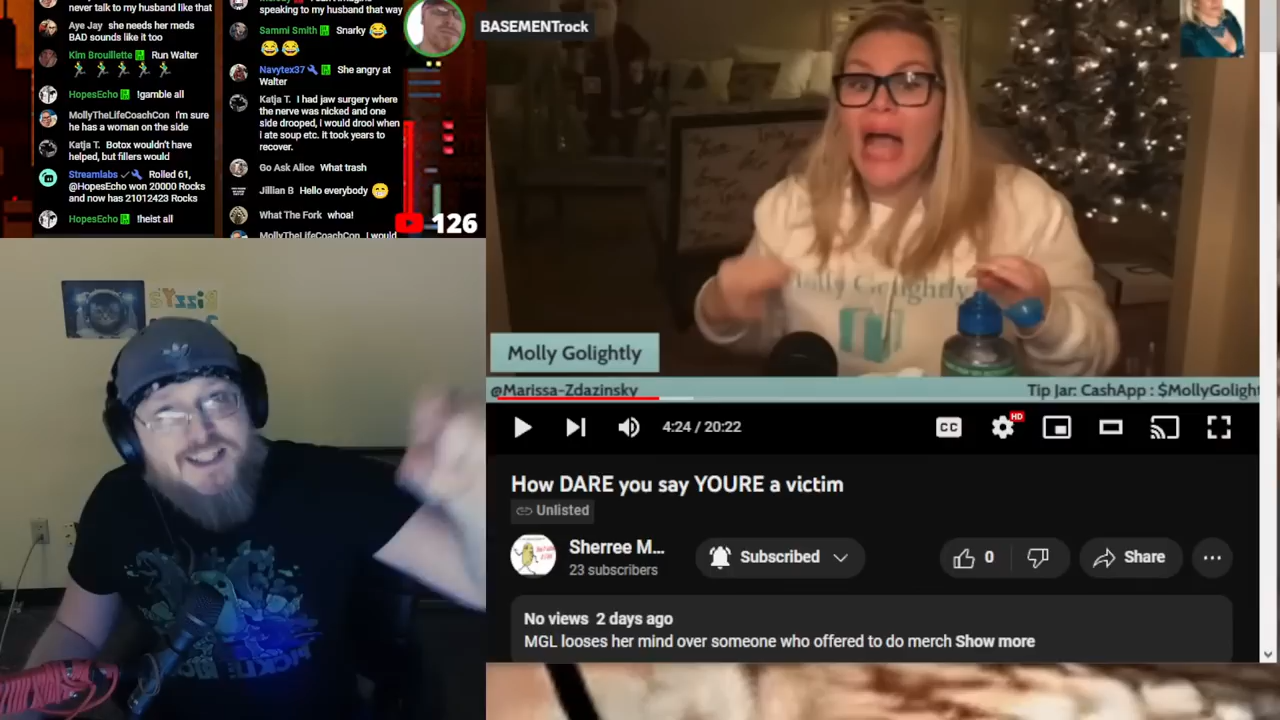 never talk to my husband like that
Aye Jay she needs her meds
BAD sounds like it too
Kim Brouillette Run Walter
HopesEcho !gamble all
MollyTheLifeCoachCon I'm sure
he has a woman on the side
Katja T. Botox wouldn't have
helped, but fillers would
Streamlabs Rolled 61,
@HopesEcho won 20000 Rocks
and now has 21012423 Rocks
HopesEcho !heist all
speaking to my husband that way
Sammi Smith Snarky
Navytex37 She angry at
Walter
Katja T. I had jaw surgery where
the nerve was nicked and one
side drooped, i would drool when
i ate soup etc. It took years to
recover.
Go Ask Alice What trash
Jillian B Hello everybody
What The Fork whoa!
MollyTheLifeCoachCon I would
126
BASEMENTrock
Molly Golightly
Molly Golightly
@Marissa-Zdazinsky
Tip Jar: CashApp : $MollyGolight
4:24 / 20:22
CC
HD
How DARE you say YOURE a victim
Unlisted
Sherree M...
23 subscribers
Subscribed
0
Share
No views 2 days ago
MGL looses her mind over someone who offered to do merch Show more